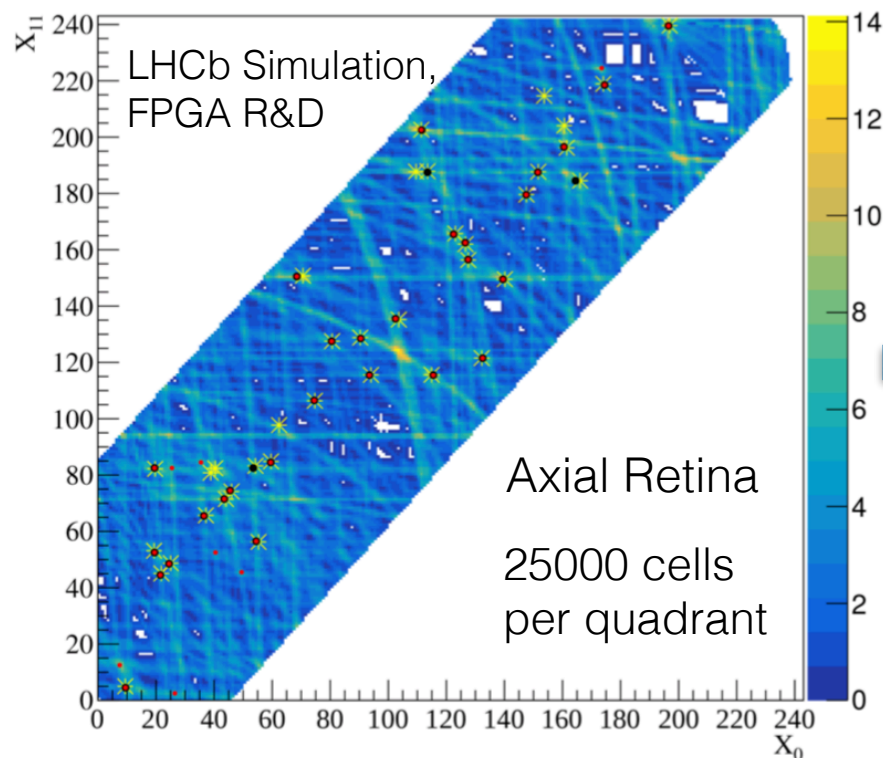 LHCb Simulation,
FPGA R&D
Axial Retina
25000 cells
per quadrant
X₁₁
240
220
200
180
160
140
120
100
80
60
40
20
0
0 20 40 60 80 100 120 140 160 180 200 220 240
X₀
14
12
10
8
6
4
2
0